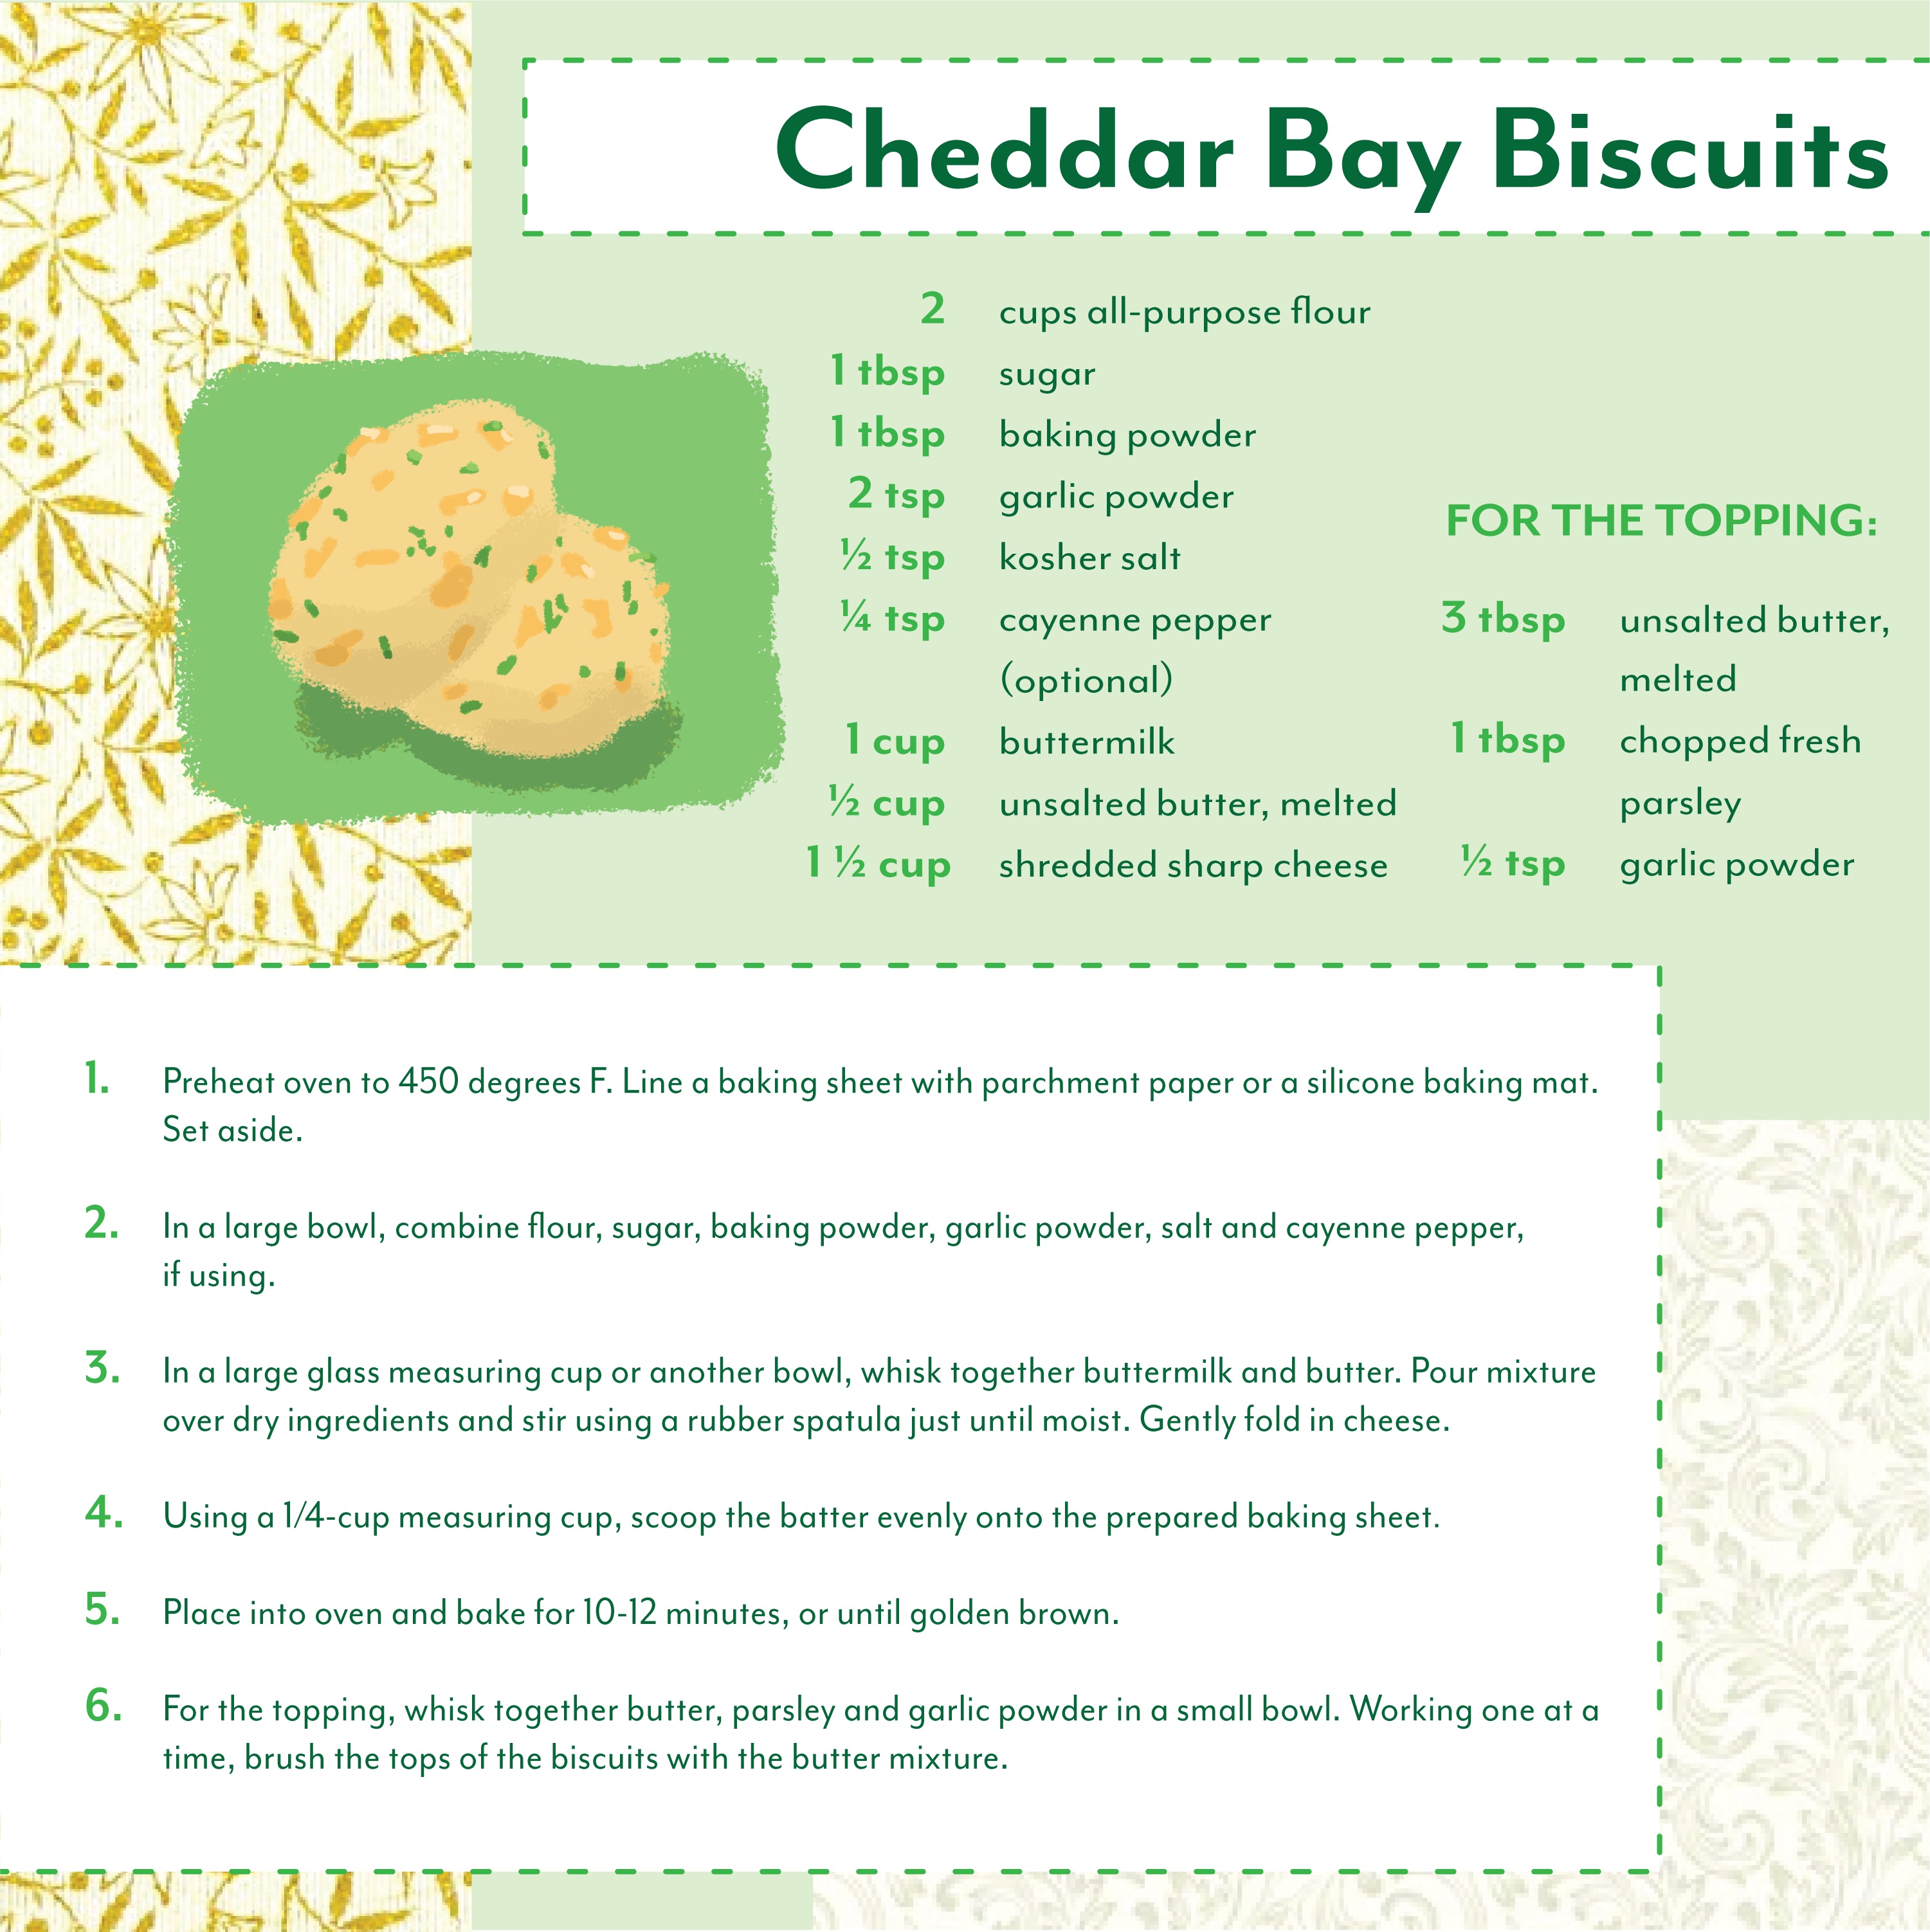 Cheddar Bay Biscuits
2 cups all-purpose flour
1 tbsp sugar
1 tbsp baking powder
2 tsp garlic powder
½ tsp kosher salt
¼ tsp cayenne pepper
(optional)
1 cup buttermilk
½ cup unsalted butter, melted
1 ½ cup shredded sharp cheese
FOR THE TOPPING:
3 tbsp unsalted butter,
melted
1 tbsp chopped fresh
parsley
½ tsp garlic powder
1. Preheat oven to 450 degrees F. Line a baking sheet with parchment paper or a silicone baking mat.
Set aside.
2. In a large bowl, combine flour, sugar, baking powder, garlic powder, salt and cayenne pepper,
if using.
3. In a large glass measuring cup or another bowl, whisk together buttermilk and butter. Pour mixture
over dry ingredients and stir using a rubber spatula just until moist. Gently fold in cheese.
4. Using a 1/4-cup measuring cup, scoop the batter evenly onto the prepared baking sheet.
5. Place into oven and bake for 10-12 minutes, or until golden brown.
6. For the topping, whisk together butter, parsley and garlic powder in a small bowl. Working one at a
time, brush the tops of the biscuits with the butter mixture.